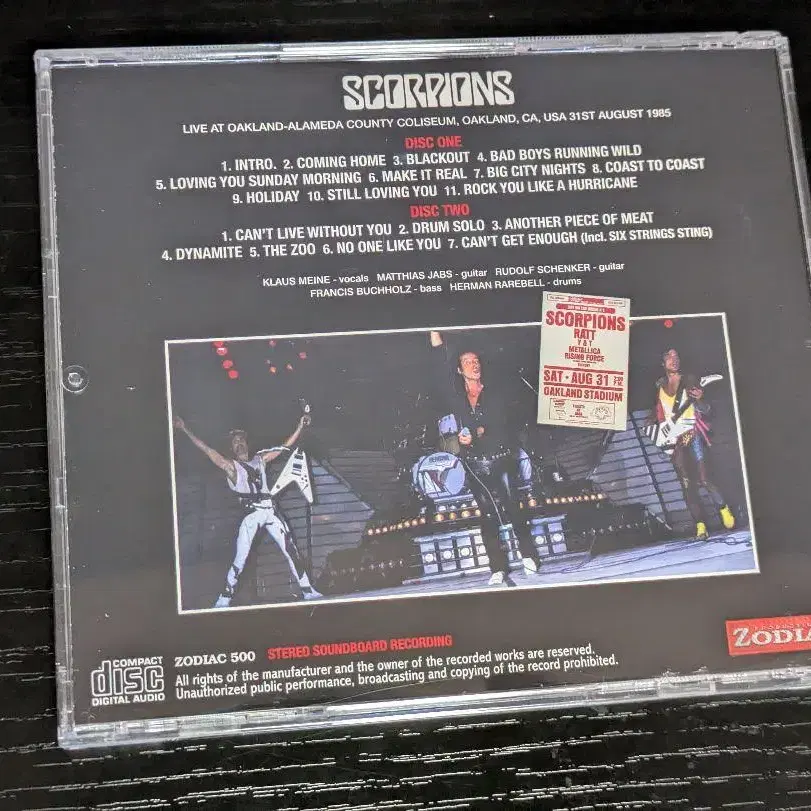 SCORPIONS
LIVE AT OAKLAND-ALAMEDA COUNTY COLISEUM, OAKLAND, CA, USA 31ST AUGUST 1985
DISC ONE
1. INTRO. 2. COMING HOME 3. BLACKOUT 4. BAD BOYS RUNNING WILD
5. LOVING YOU SUNDAY MORNING 6. MAKE IT REAL 7. BIG CITY NIGHTS 8. COAST TO COAST
9. HOLIDAY 10. STILL LOVING YOU 11. ROCK YOU LIKE A HURRICANE
DISC TWO
1. CAN'T LIVE WITHOUT YOU 2. DRUM SOLO 3. ANOTHER PIECE OF MEAT
4. DYNAMITE 5. THE ZOO 6. NO ONE LIKE YOU 7. CAN'T GET ENOUGH (Incl. SIX STRINGS STING)
KLAUS MEINE - vocals MATTHIAS JABS - guitar RUDOLF SCHENKER - guitar
FRANCIS BUCHHOLZ - bass HERMAN RAREBELL - drums
SCORPIONS
RATT
Y & T
METALLICA
RISING FORCE
SAT • AUG 31
OAKLAND STADIUM
COMPACT
disc
DIGITAL AUDIO
ZODIAC 500 STEREO SOUNDBOARD RECORDING
All rights of the manufacturer and the owner of the recorded works are reserved.
Unauthorized public performance, broadcasting and copying of the record prohibited.
ZODIA